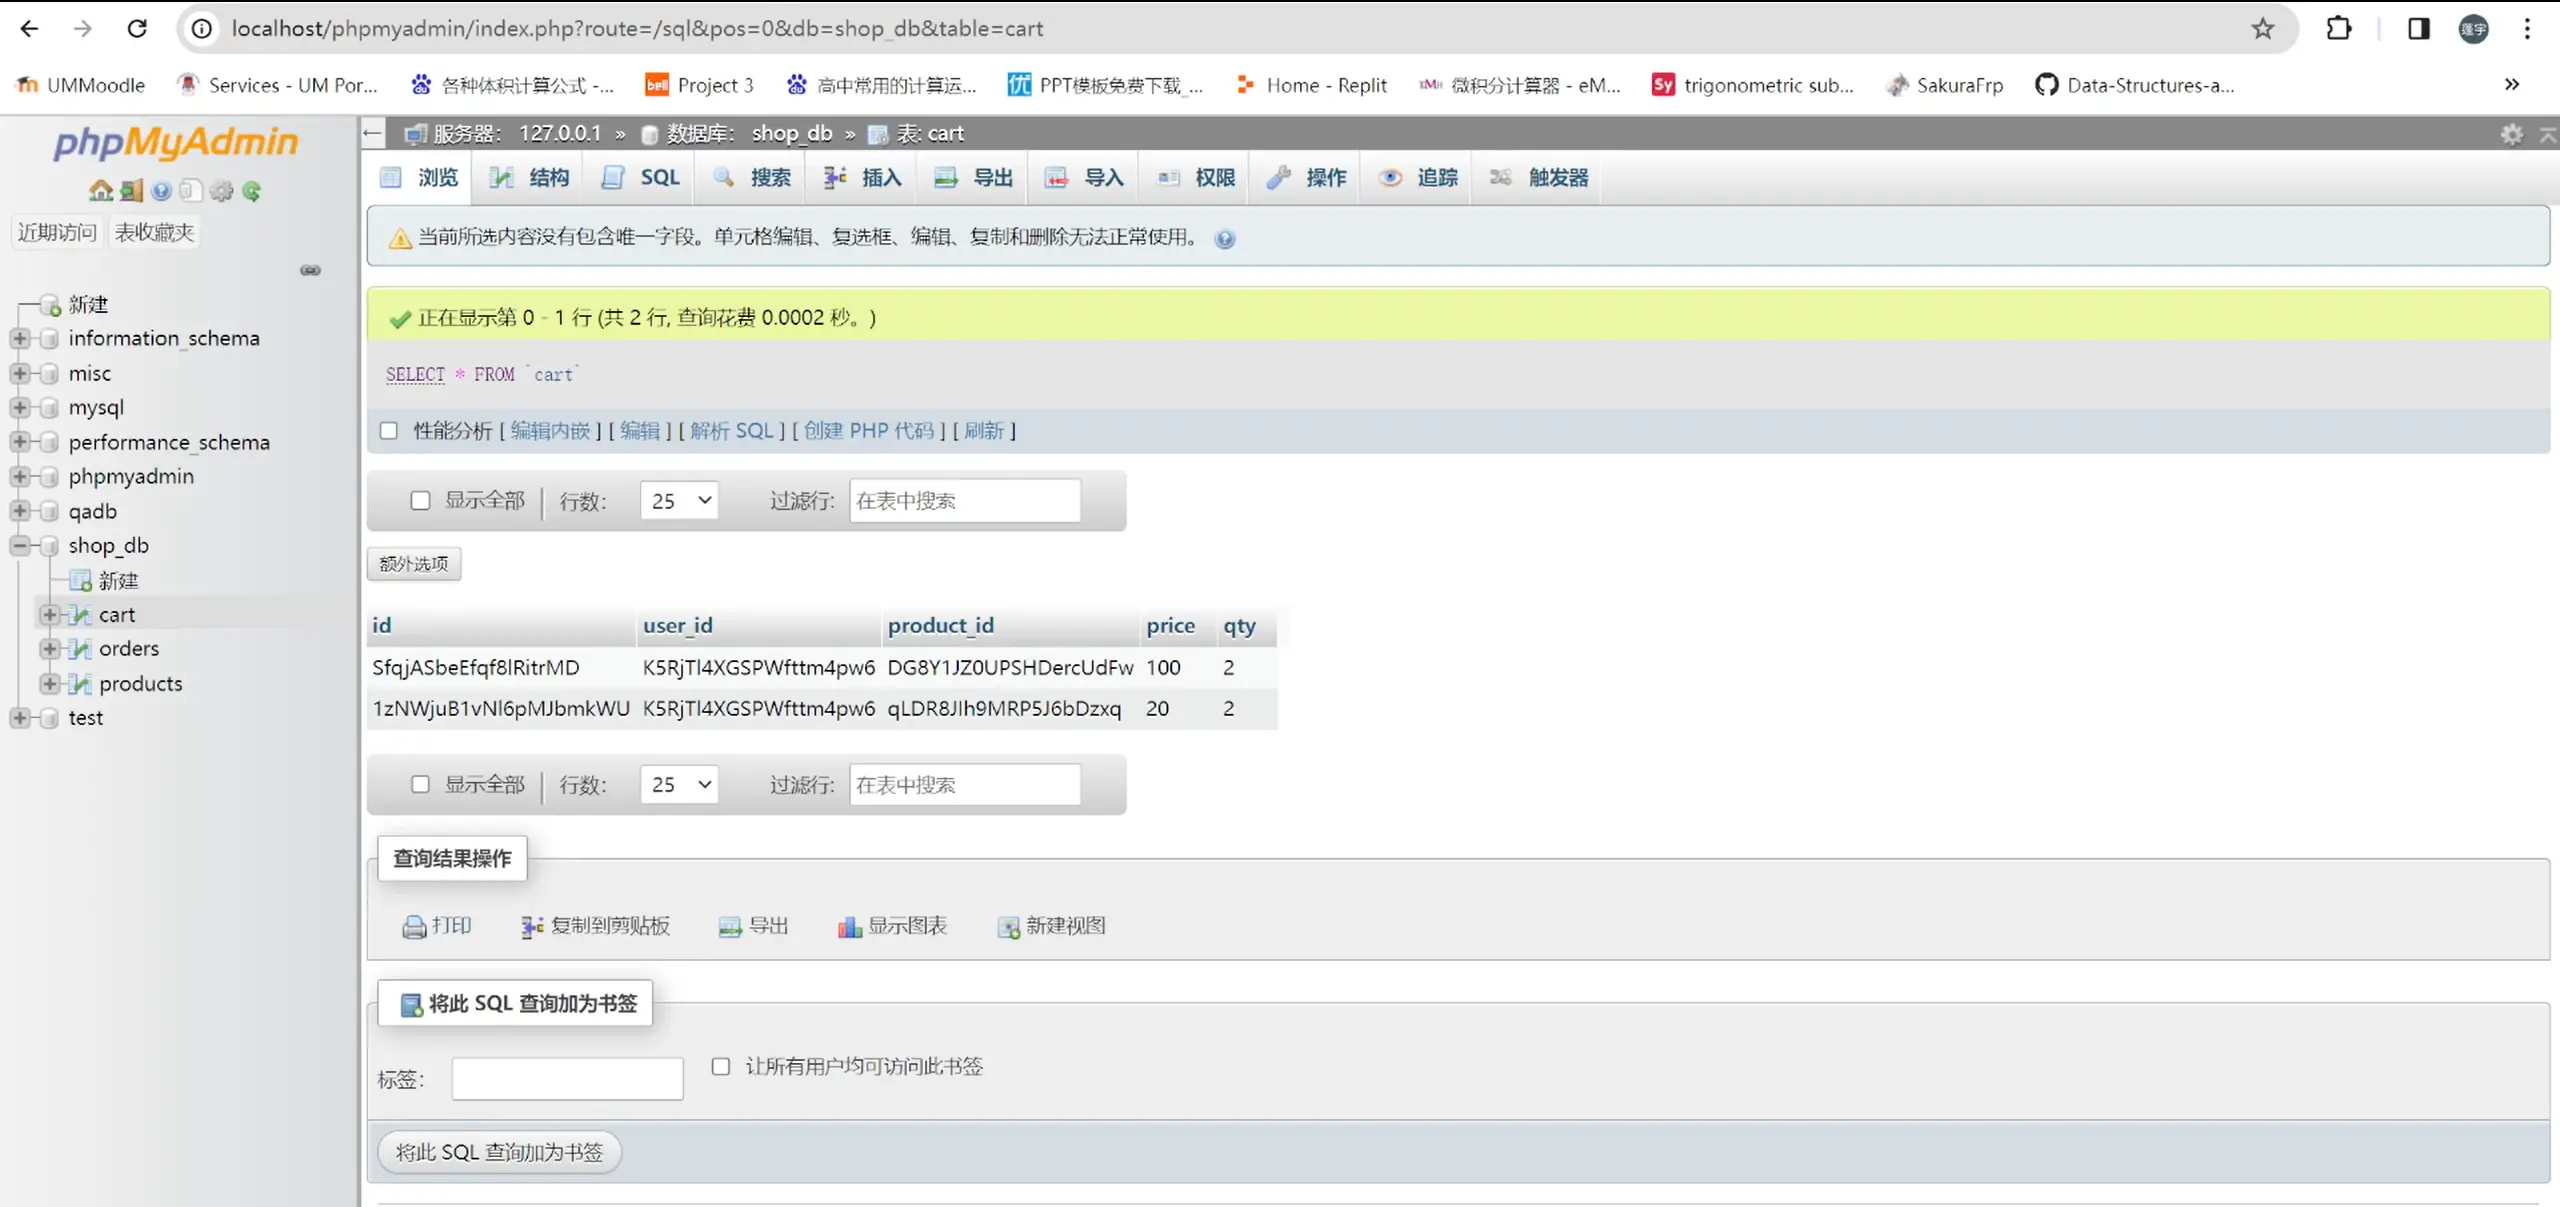 localhost/phpmyadmin/index.php?route=/sql&pos=0&db=shop_db&table=cart
蓬宇
UMMoodle
Services - UM Por...
各种体积计算公式 -...
bell Project 3
高中常用的计算运...
优 PPT模板免费下载_...
Home - Replit
微积分计算器 - eM...
Sy trigonometric sub...
SakuraFrp
Data-Structures-a...
phpMyAdmin
近期访问 表收藏夹
新建
information_schema
misc
mysql
performance_schema
phpmyadmin
qadb
shop_db
新建
cart
orders
products
test
服务器: 127.0.0.1 » 数据库: shop_db » 表: cart
浏览 结构 SQL 搜索 插入 导出 导入 权限 操作 追踪 触发器
当前所选内容没有包含唯一字段。单元格编辑、复选框、编辑、复制和删除无法正常使用。
正在显示第 0 - 1 行 (共 2 行, 查询花费 0.0002 秒。)
SELECT * FROM `cart`
性能分析 [ 编辑内嵌 ] [ 编辑 ] [ 解析 SQL ] [ 创建 PHP 代码 ] [ 刷新 ]
显示全部 | 行数: 25 过滤行: 在表中搜索
额外选项
id user_id product_id price qty
SfqjASbeEfqf8lRitrMD K5RjTl4XGSPWfttm4pw6 DG8Y1JZ0UPSHDercUdFw 100 2
1zNWjuB1vNl6pMJbmkWU K5RjTl4XGSPWfttm4pw6 qLDR8JIh9MRP5J6bDzxq 20 2
显示全部 | 行数: 25 过滤行: 在表中搜索
查询结果操作
打印 复制到剪贴板 导出 显示图表 新建视图
将此 SQL 查询加为书签
标签: 让所有用户均可访问此书签
将此 SQL 查询加为书签